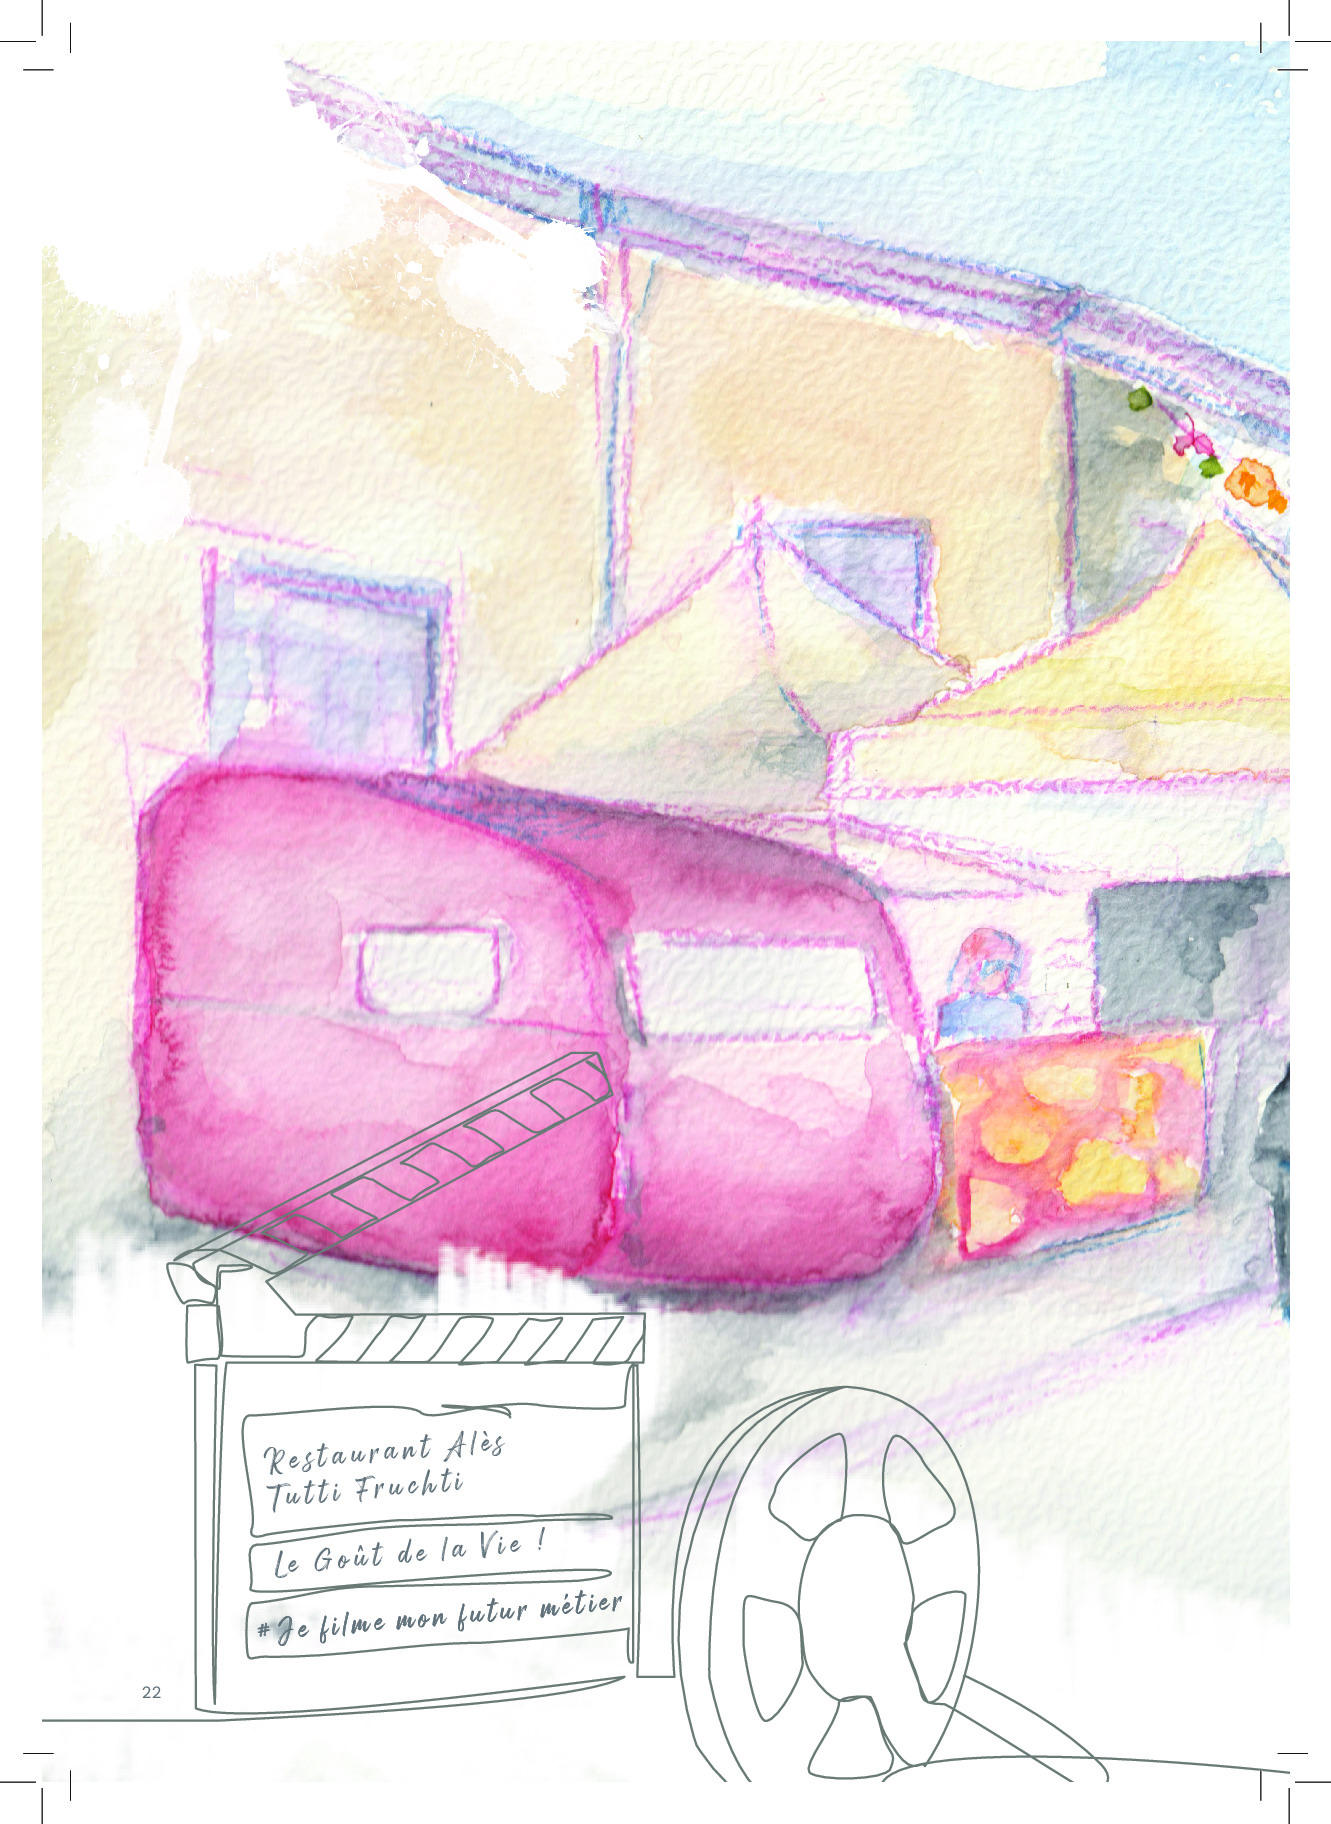 Restaurant Alès
Tutti Fruchti
Le Goût de la Vie !
#Je filme mon futur métier
22